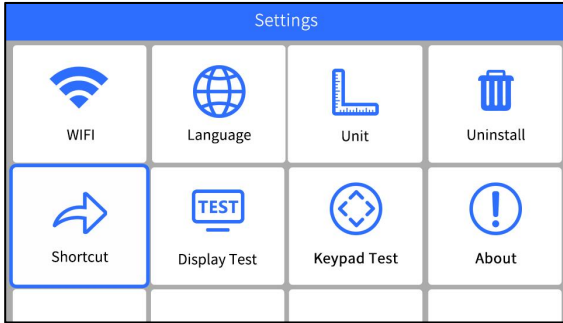 Settings
WIFI
Language
Unit
Uninstall
Shortcut
TEST
Display Test
Keypad Test
About